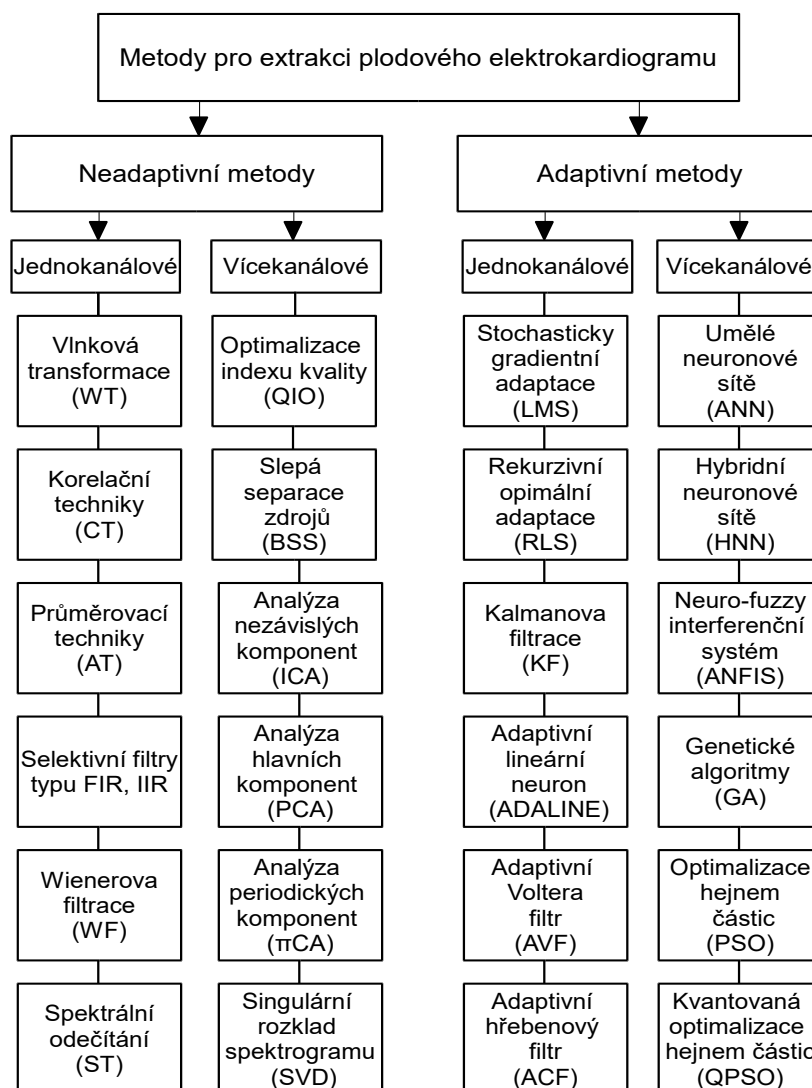 Metody pro extrakci plodového elektrokardiogramu
Neadaptivní metody
Jednokanálové
Vlnková
transformace
(WT)
Korelační
techniky
(CT)
Průměrovací
techniky
(AT)
Selektivní filtry
typu FIR, IIR
Wienerova
filtrace
(WF)
Spektrální
odečítání
(ST)
Vícekanálové
Optimalizace
indexu kvality
(QIO)
Slepá
separace
zdrojů
(BSS)
Analýza
nezávislých
komponent
(ICA)
Analýza
hlavních
komponent
(PCA)
Analýza
periodických
komponent
(πCA)
Singulární
rozklad
spektrogramu
(SVD)
Adaptivní metody
Jednokanálové
Stochasticky
gradientní
adaptace
(LMS)
Rekurzivní
opimální
adaptace
(RLS)
Kalmanova
filtrace
(KF)
Adaptivní
lineární
neuron
(ADALINE)
Adaptivní
Voltera
filtr
(AVF)
Adaptivní
hřebenový
filtr
(ACF)
Vícekanálové
Umělé
neuronové
sítě
(ANN)
Hybridní
neuronové
sítě
(HNN)
Neuro-fuzzy
interferenční
systém
(ANFIS)
Genetické
algoritmy
(GA)
Optimalizace
hejnem
částic
(PSO)
Kvantovaná
optimalizace
hejnem částic
(QPSO)